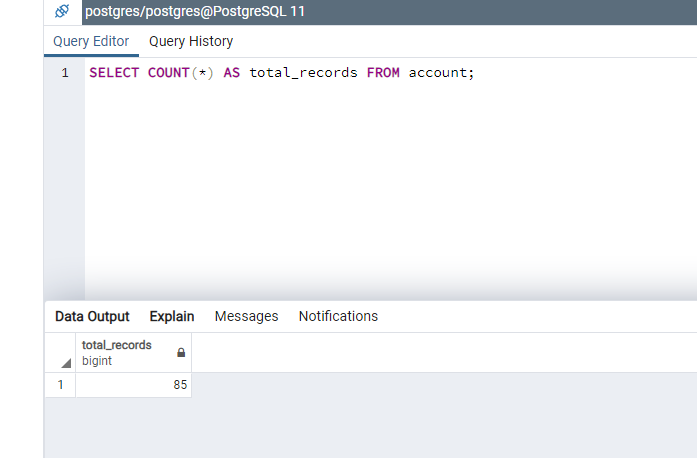 postgres/postgres@PostgreSQL 11
Query Editor Query History
1 SELECT COUNT(*) AS total_records FROM account;
Data Output Explain Messages Notifications
total_records
bigint
1 85